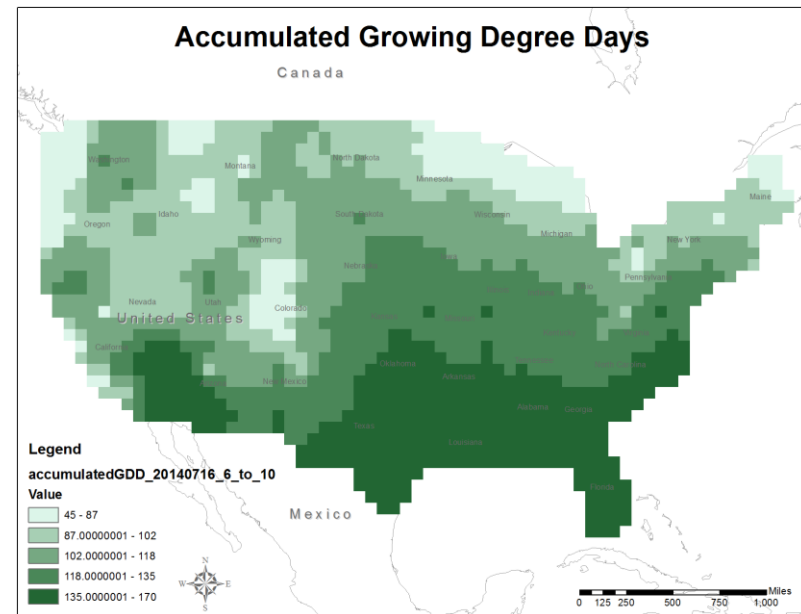 Accumulated Growing Degree Days
Canada
Washington
Montana
North Dakota
Minnesota
Maine
Oregon
Idaho
South Dakota
Wisconsin
Michigan
New York
Wyoming
Nebraska
Iowa
Pennsylvania
Nevada
Utah
Colorado
Ohio
United States
California
Oklahoma
Arkansas
New Mexico
Alabama
Georgia
Texas
Louisiana
Florida
Mexico
Legend
accumulatedGDD_20140716_6_to_10
Value
45 - 87
87.00000001 - 102
102.0000001 - 118
118.0000001 - 135
135.0000001 - 170
N
W E
S
Miles
0 125 250 500 750 1,000